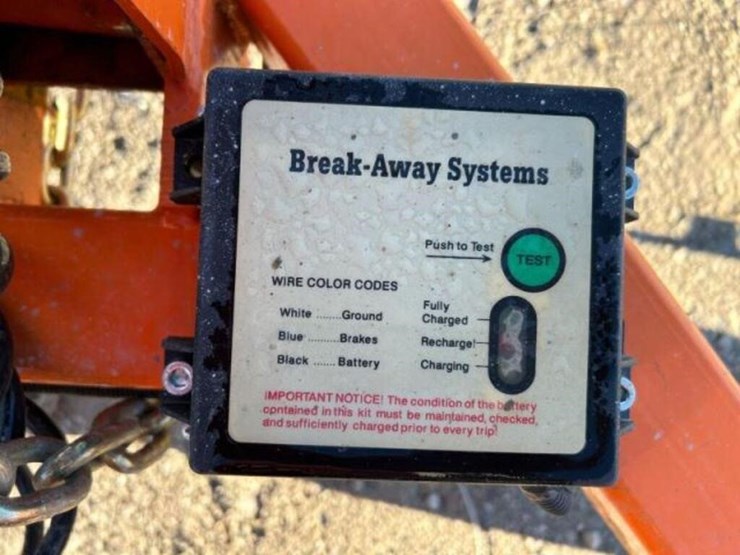 Break-Away Systems
Push to Test
TEST
WIRE COLOR CODES
White ....... Ground
Blue .......... Brakes
Black ....... Battery
Fully
Charged
Recharge!
Charging
IMPORTANT NOTICE! The condition of the battery
contained in this kit must be maintained, checked,
and sufficiently charged prior to every trip!